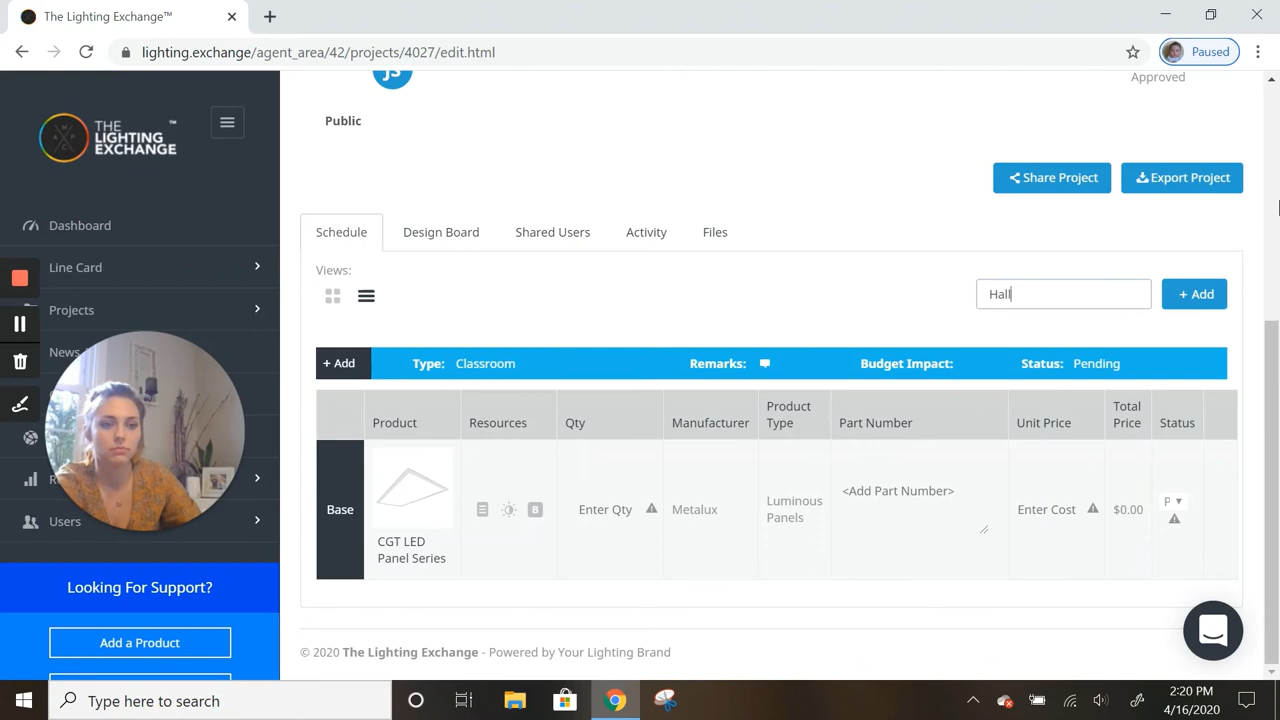 The Lighting Exchange™
lighting.exchange/agent_area/42/projects/4027/edit.html
Paused
THE LIGHTING EXCHANGE ™
JS
Approved
Public
Share Project
Export Project
Dashboard
Line Card
Projects
News
Users
Looking For Support?
Add a Product
Schedule
Design Board
Shared Users
Activity
Files
Views:
Hall
+ Add
+ Add
Type: Classroom
Remarks:
Budget Impact:
Status: Pending
Product
Resources
Qty
Manufacturer
Product Type
Part Number
Unit Price
Total Price
Status
Base
CGT LED
Panel Series
B
Enter Qty
Metalux
Luminous
Panels
<Add Part Number>
Enter Cost
$0.00
P
© 2020 The Lighting Exchange - Powered by Your Lighting Brand
Type here to search
2:20 PM
4/16/2020